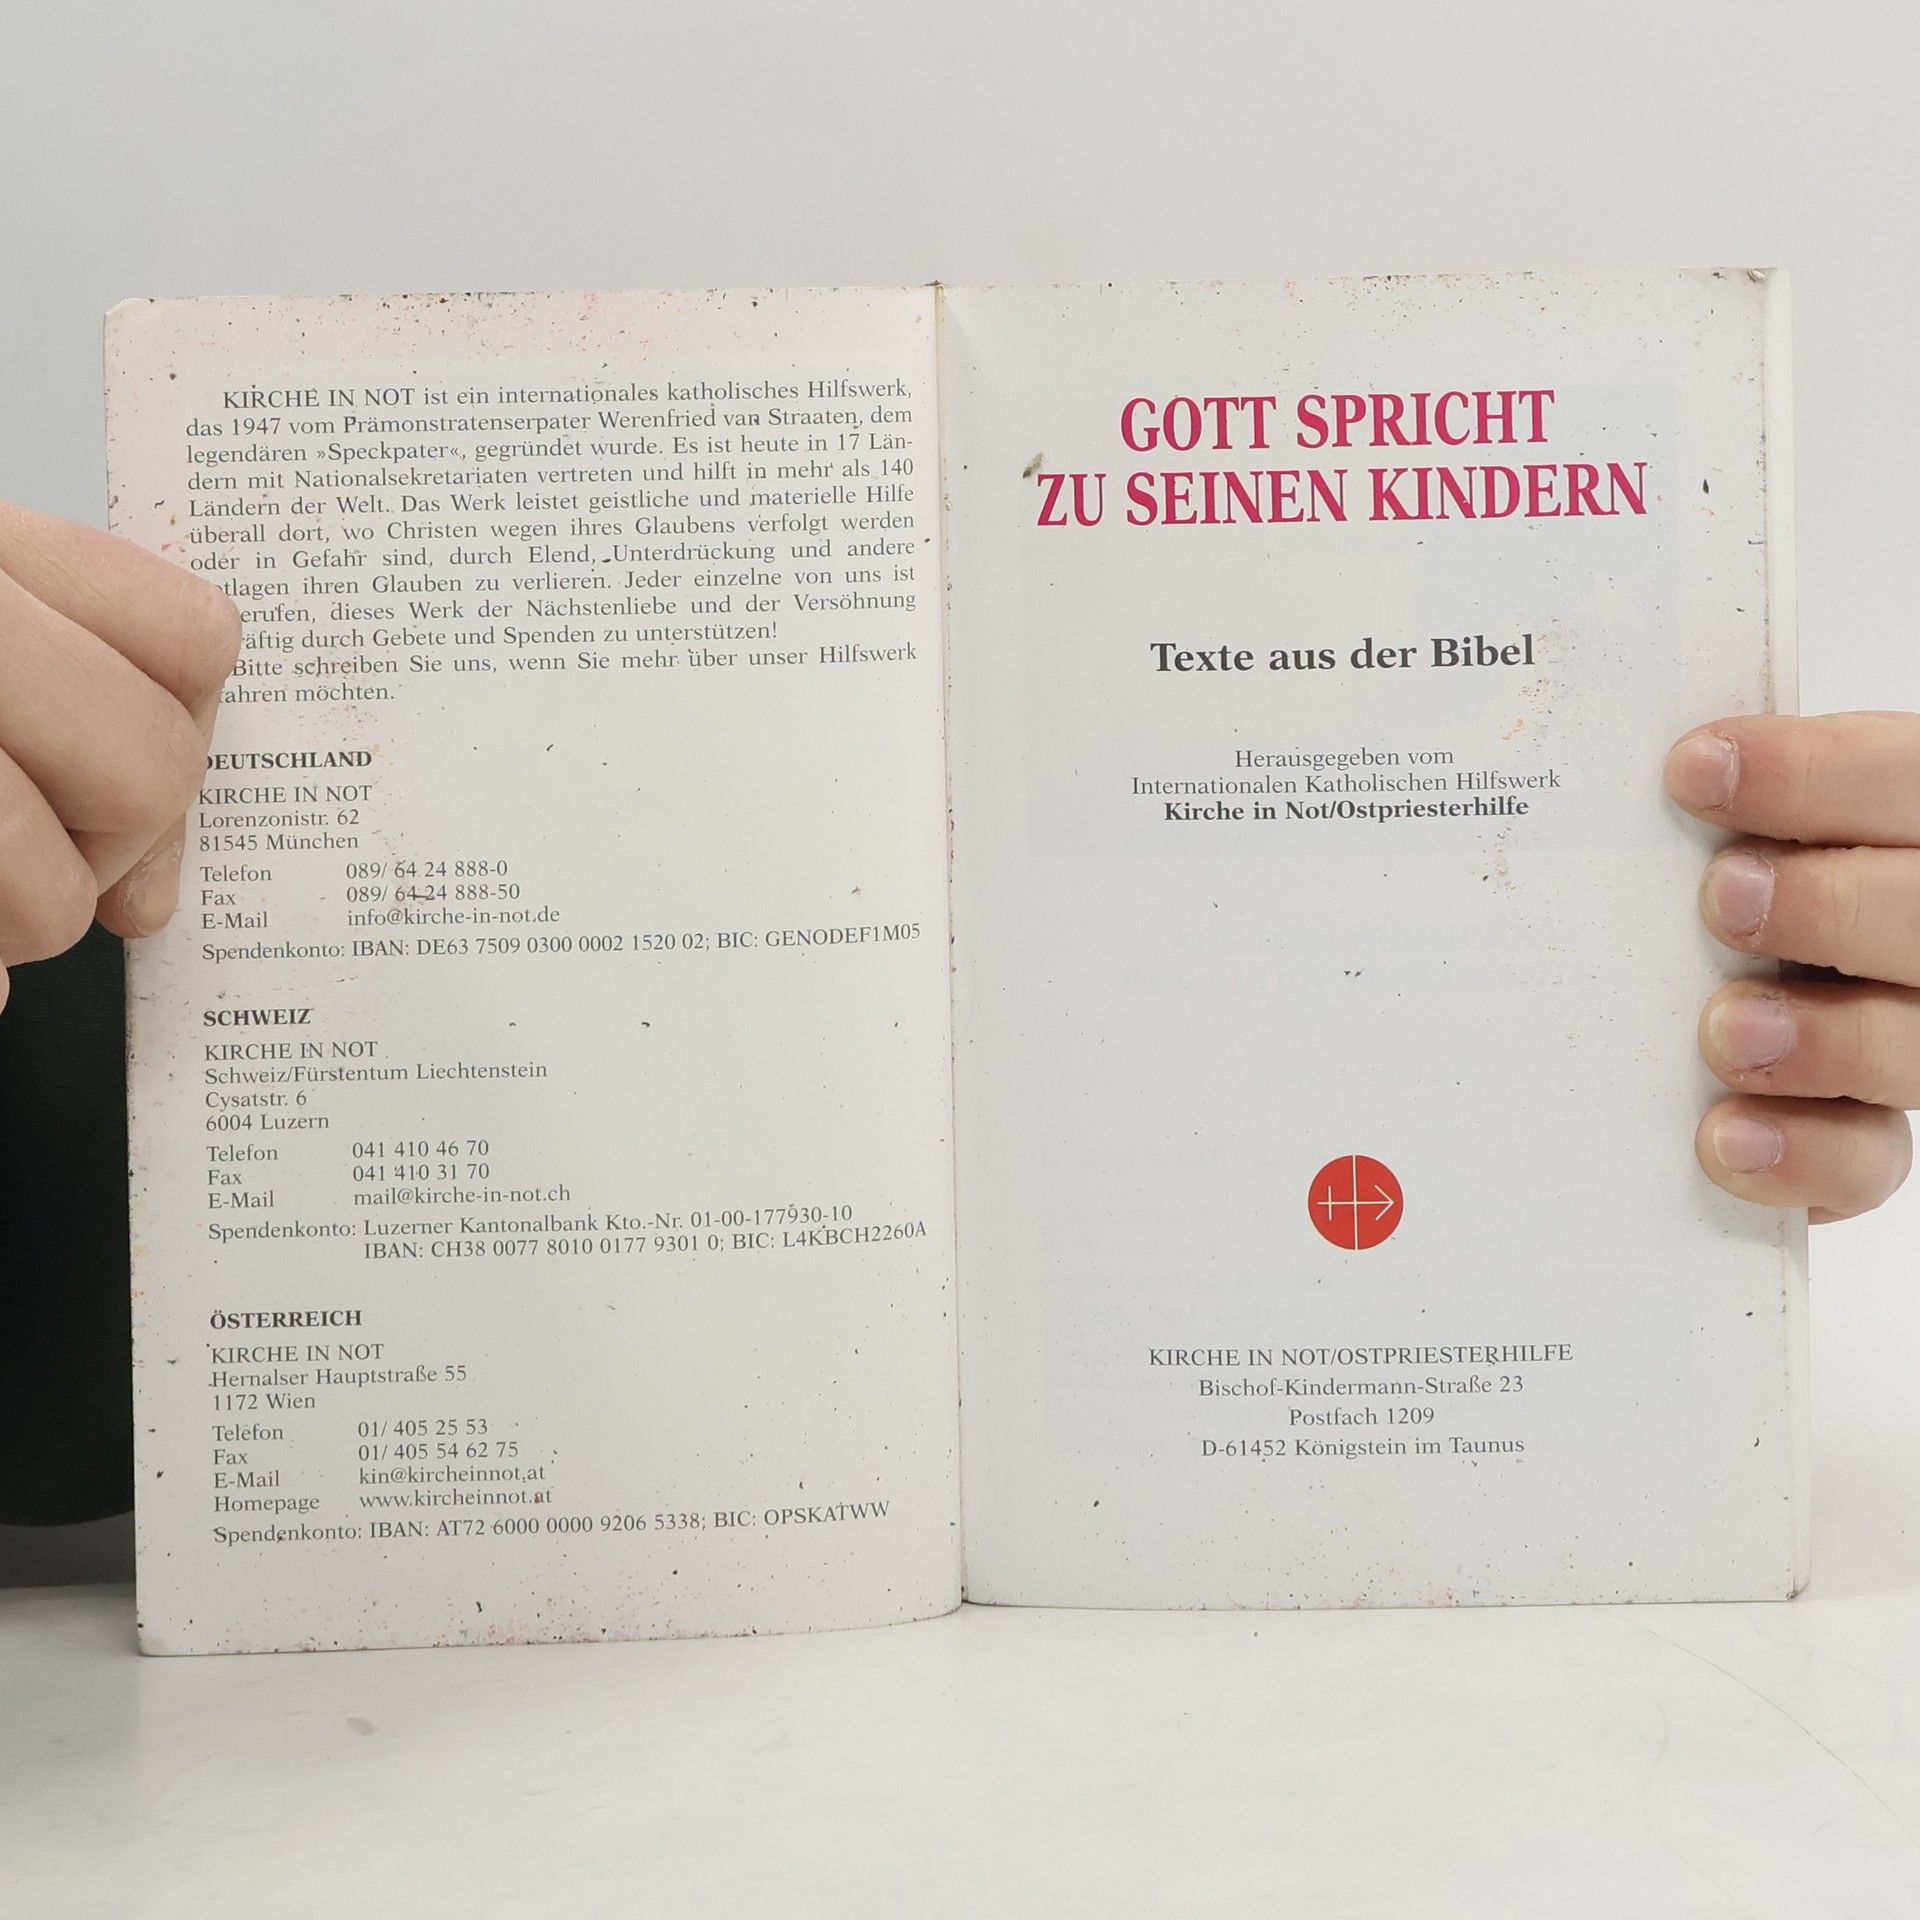 KIRCHE IN NOT ist ein internationales katholisches Hilfswerk,
das 1947 vom Prämonstratenserpater Werenfried van Straaten, dem
legendären »Speckpater«, gegründet wurde. Es ist heute in 17 Län-
dern mit Nationalsekretariaten vertreten und hilft in mehr als 140
Ländern der Welt. Das Werk leistet geistliche und materielle Hilfe
überall dort, wo Christen wegen ihres Glaubens verfolgt werden
oder in Gefahr sind, durch Elend, Unterdrückung und andere
ihren Glauben zu verlieren. Jeder einzelne von uns ist
dieses Werk der Nächstenliebe und der Versöhnung
durch Gebete und Spenden zu unterstützen!
Bitte schreiben Sie uns, wenn Sie mehr über unser Hilfswerk
möchten.
DEUTSCHLAND
KIRCHE IN NOT
Lorenzonistr. 62
81545 München
Telefon 089/ 64 24 888-0
Fax 089/ 64 24 888-50
E-Mail info@kirche-in-not.de
Spendenkonto: IBAN: DE63 7509 0300 0002 1520 02; BIC: GENODEF1M05
SCHWEIZ
KIRCHE IN NOT
Schweiz/Fürstentum Liechtenstein
Cysatstr. 6
6004 Luzern
Telefon 041 410 46 70
Fax 041 410 31 70
E-Mail mail@kirche-in-not.ch
Spendenkonto: Luzerner Kantonalbank Kto.-Nr. 01-00-177930-10
IBAN: CH38 0077 8010 0177 9301 0; BIC: L4KBCH2260A
ÖSTERREICH
KIRCHE IN NOT
Hernalser Hauptstraße 55
1172 Wien
Telefon 01/ 405 25 53
Fax 01/ 405 54 62 75
E-Mail kin@kircheinnot.at
Homepage www.kircheinnot.at
Spendenkonto: IBAN: AT72 6000 0000 9206 5338; BIC: OPSKATWW
GOTT SPRICHT
ZU SEINEN KINDERN
Texte aus der Bibel
Herausgegeben vom
Internationalen Katholischen Hilfswerk
Kirche in Not/Ostpriesterhilfe
KIRCHE IN NOT/OSTPRIESTERHILFE
Bischof-Kindermann-Straße 23
Postfach 1209
D-61452 Königstein im Taunus